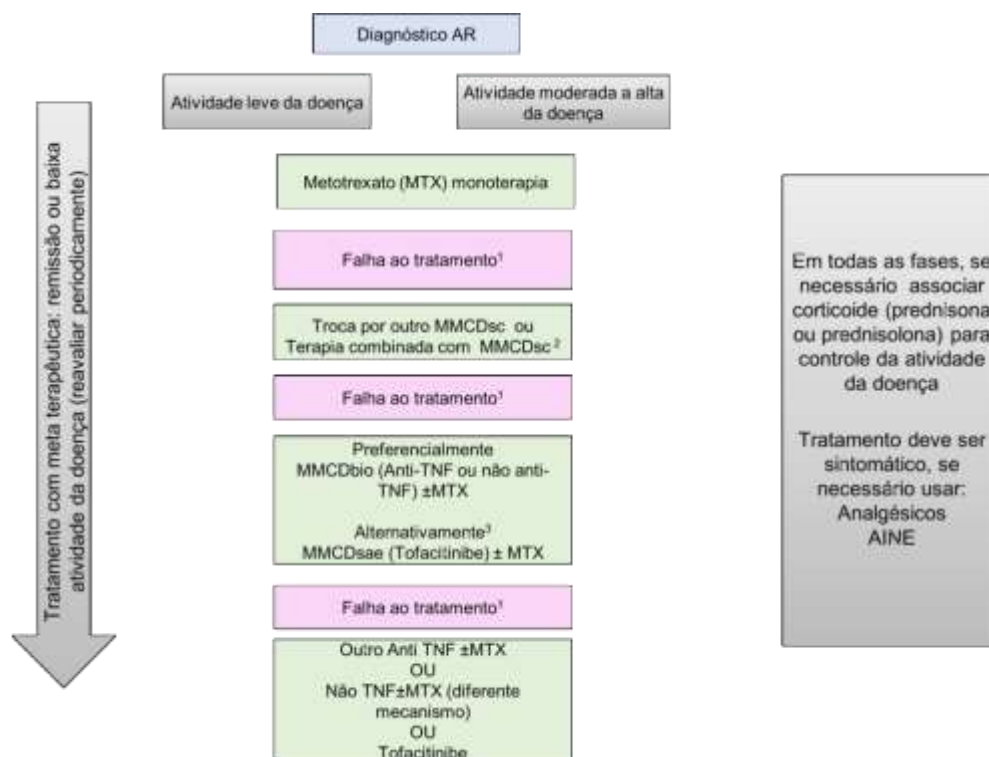 Diagnóstico AR
Atividade leve da doença
Atividade moderada a alta
da doença
Tratamento com meta terapêutica: remissão ou baixa
atividade da doença (reavaliar periodicamente)
Metotrexato (MTX) monoterapia
Falha ao tratamento¹
Troca por outro MMCDsc ou
Terapia combinada com MMCDsc ²
Falha ao tratamento¹
Preferencialmente
MMCDbio (Anti-TNF ou não anti-
TNF) ±MTX
Alternativamente³
MMCDsae (Tofacitinibe) ± MTX
Falha ao tratamento¹
Outro Anti TNF ±MTX
OU
Não TNF±MTX (diferente
mecanismo)
OU
Tofacitinibe
Em todas as fases, se
necessário associar
corticoide (prednisona
ou prednisolona) para
controle da atividade
da doença
Tratamento deve ser
sintomático, se
necessário usar:
Analgésicos
AINE